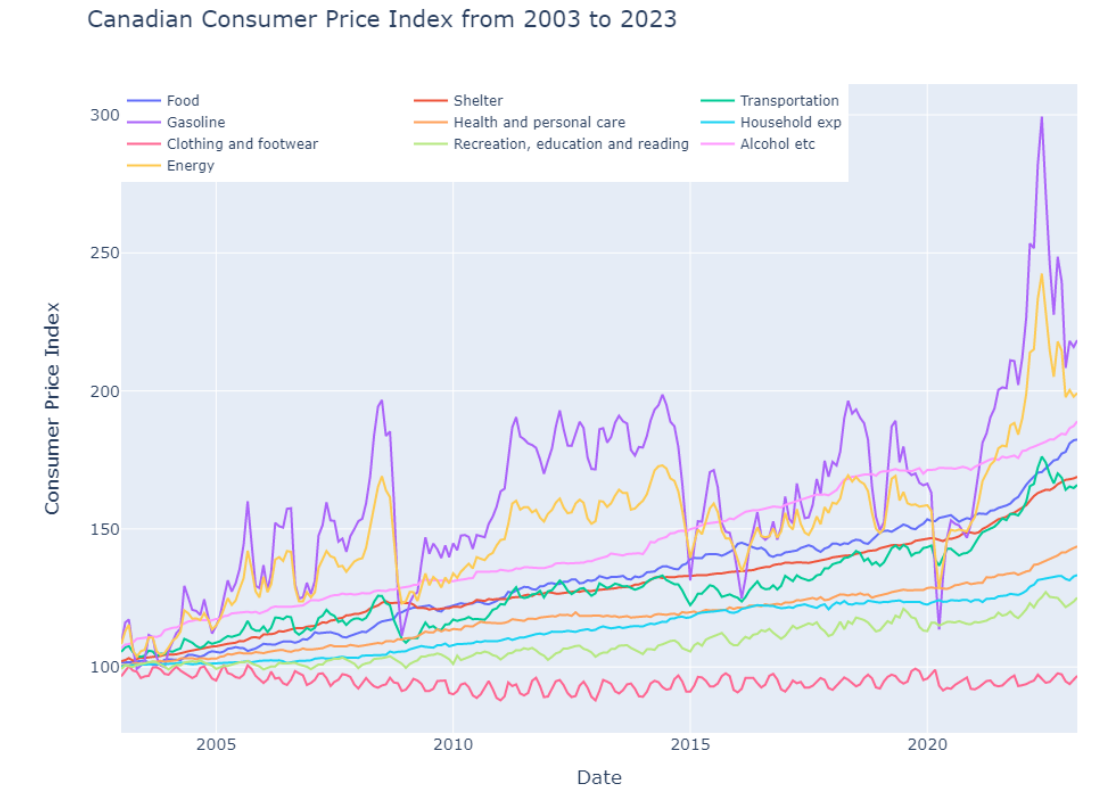 Canadian Consumer Price Index from 2003 to 2023
Food Shelter Transportation
Gasoline Health and personal care Household exp
Clothing and footwear Recreation, education and reading Alcohol etc
Energy
300
250
200
150
100
Consumer Price Index
2005 2010 2015 2020
Date